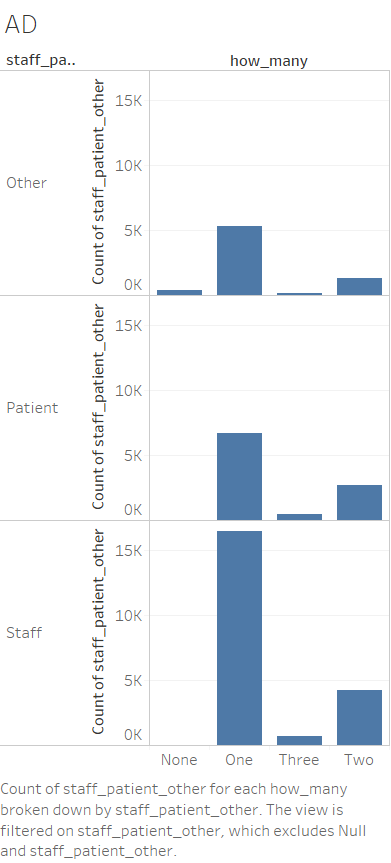 AD
staff_pa..
how_many
Other
Count of staff_patient_other
15K
10K
5K
0K
Patient
Count of staff_patient_other
15K
10K
5K
0K
Staff
Count of staff_patient_other
15K
10K
5K
0K
None One Three Two
Count of staff_patient_other for each how_many
broken down by staff_patient_other. The view is
filtered on staff_patient_other, which excludes Null
and staff_patient_other.